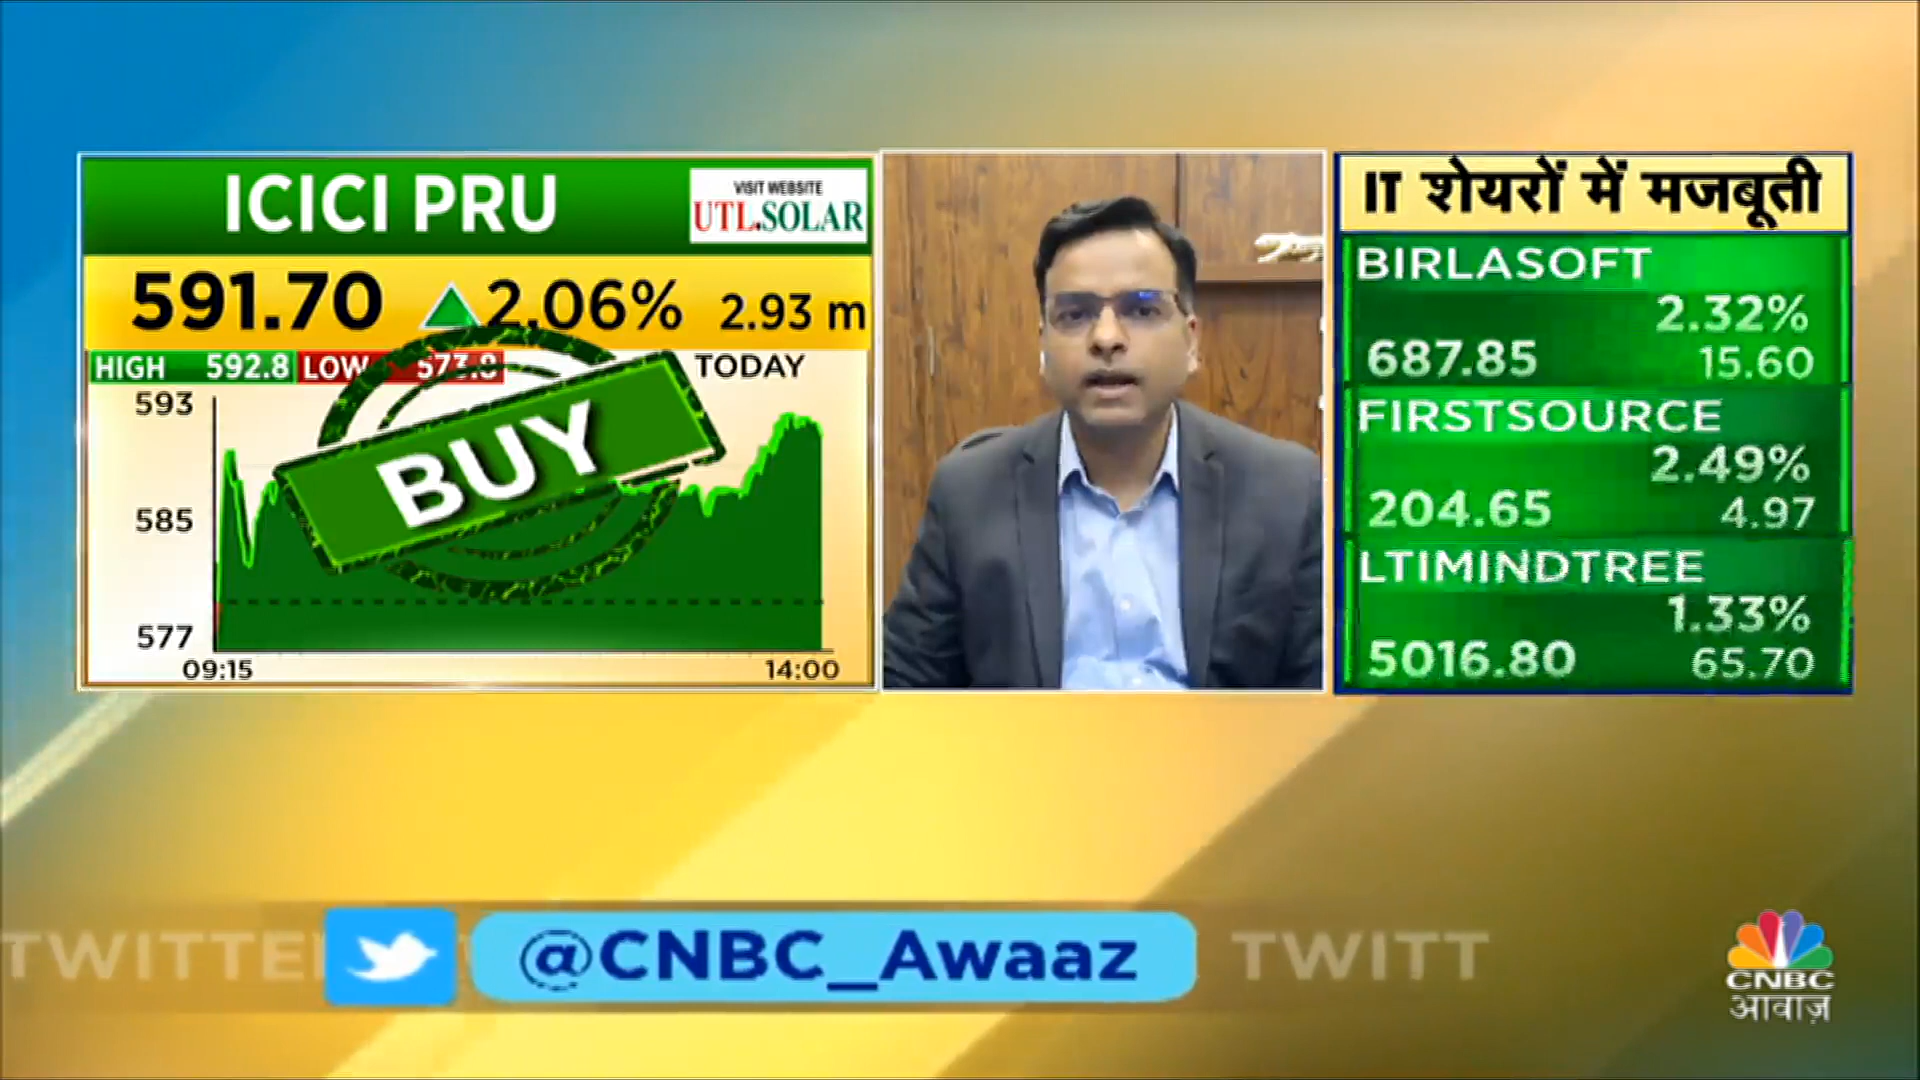 ICICI PRU
VISIT WEBSITE
UTL.SOLAR
591.70 2.06% 2.93 m
HIGH 592.8 LOW 573.8 TODAY
593
585
577
09:15 14:00
BUY
IT शेयरों में मजबूती
BIRLASOFT
2.32%
687.85 15.60
FIRSTSOURCE
2.49%
204.65 4.97
LTIMINDTREE
1.33%
5016.80 65.70
TWITTE @CNBC_Awaaz TWITT
CNBC
आवाज़